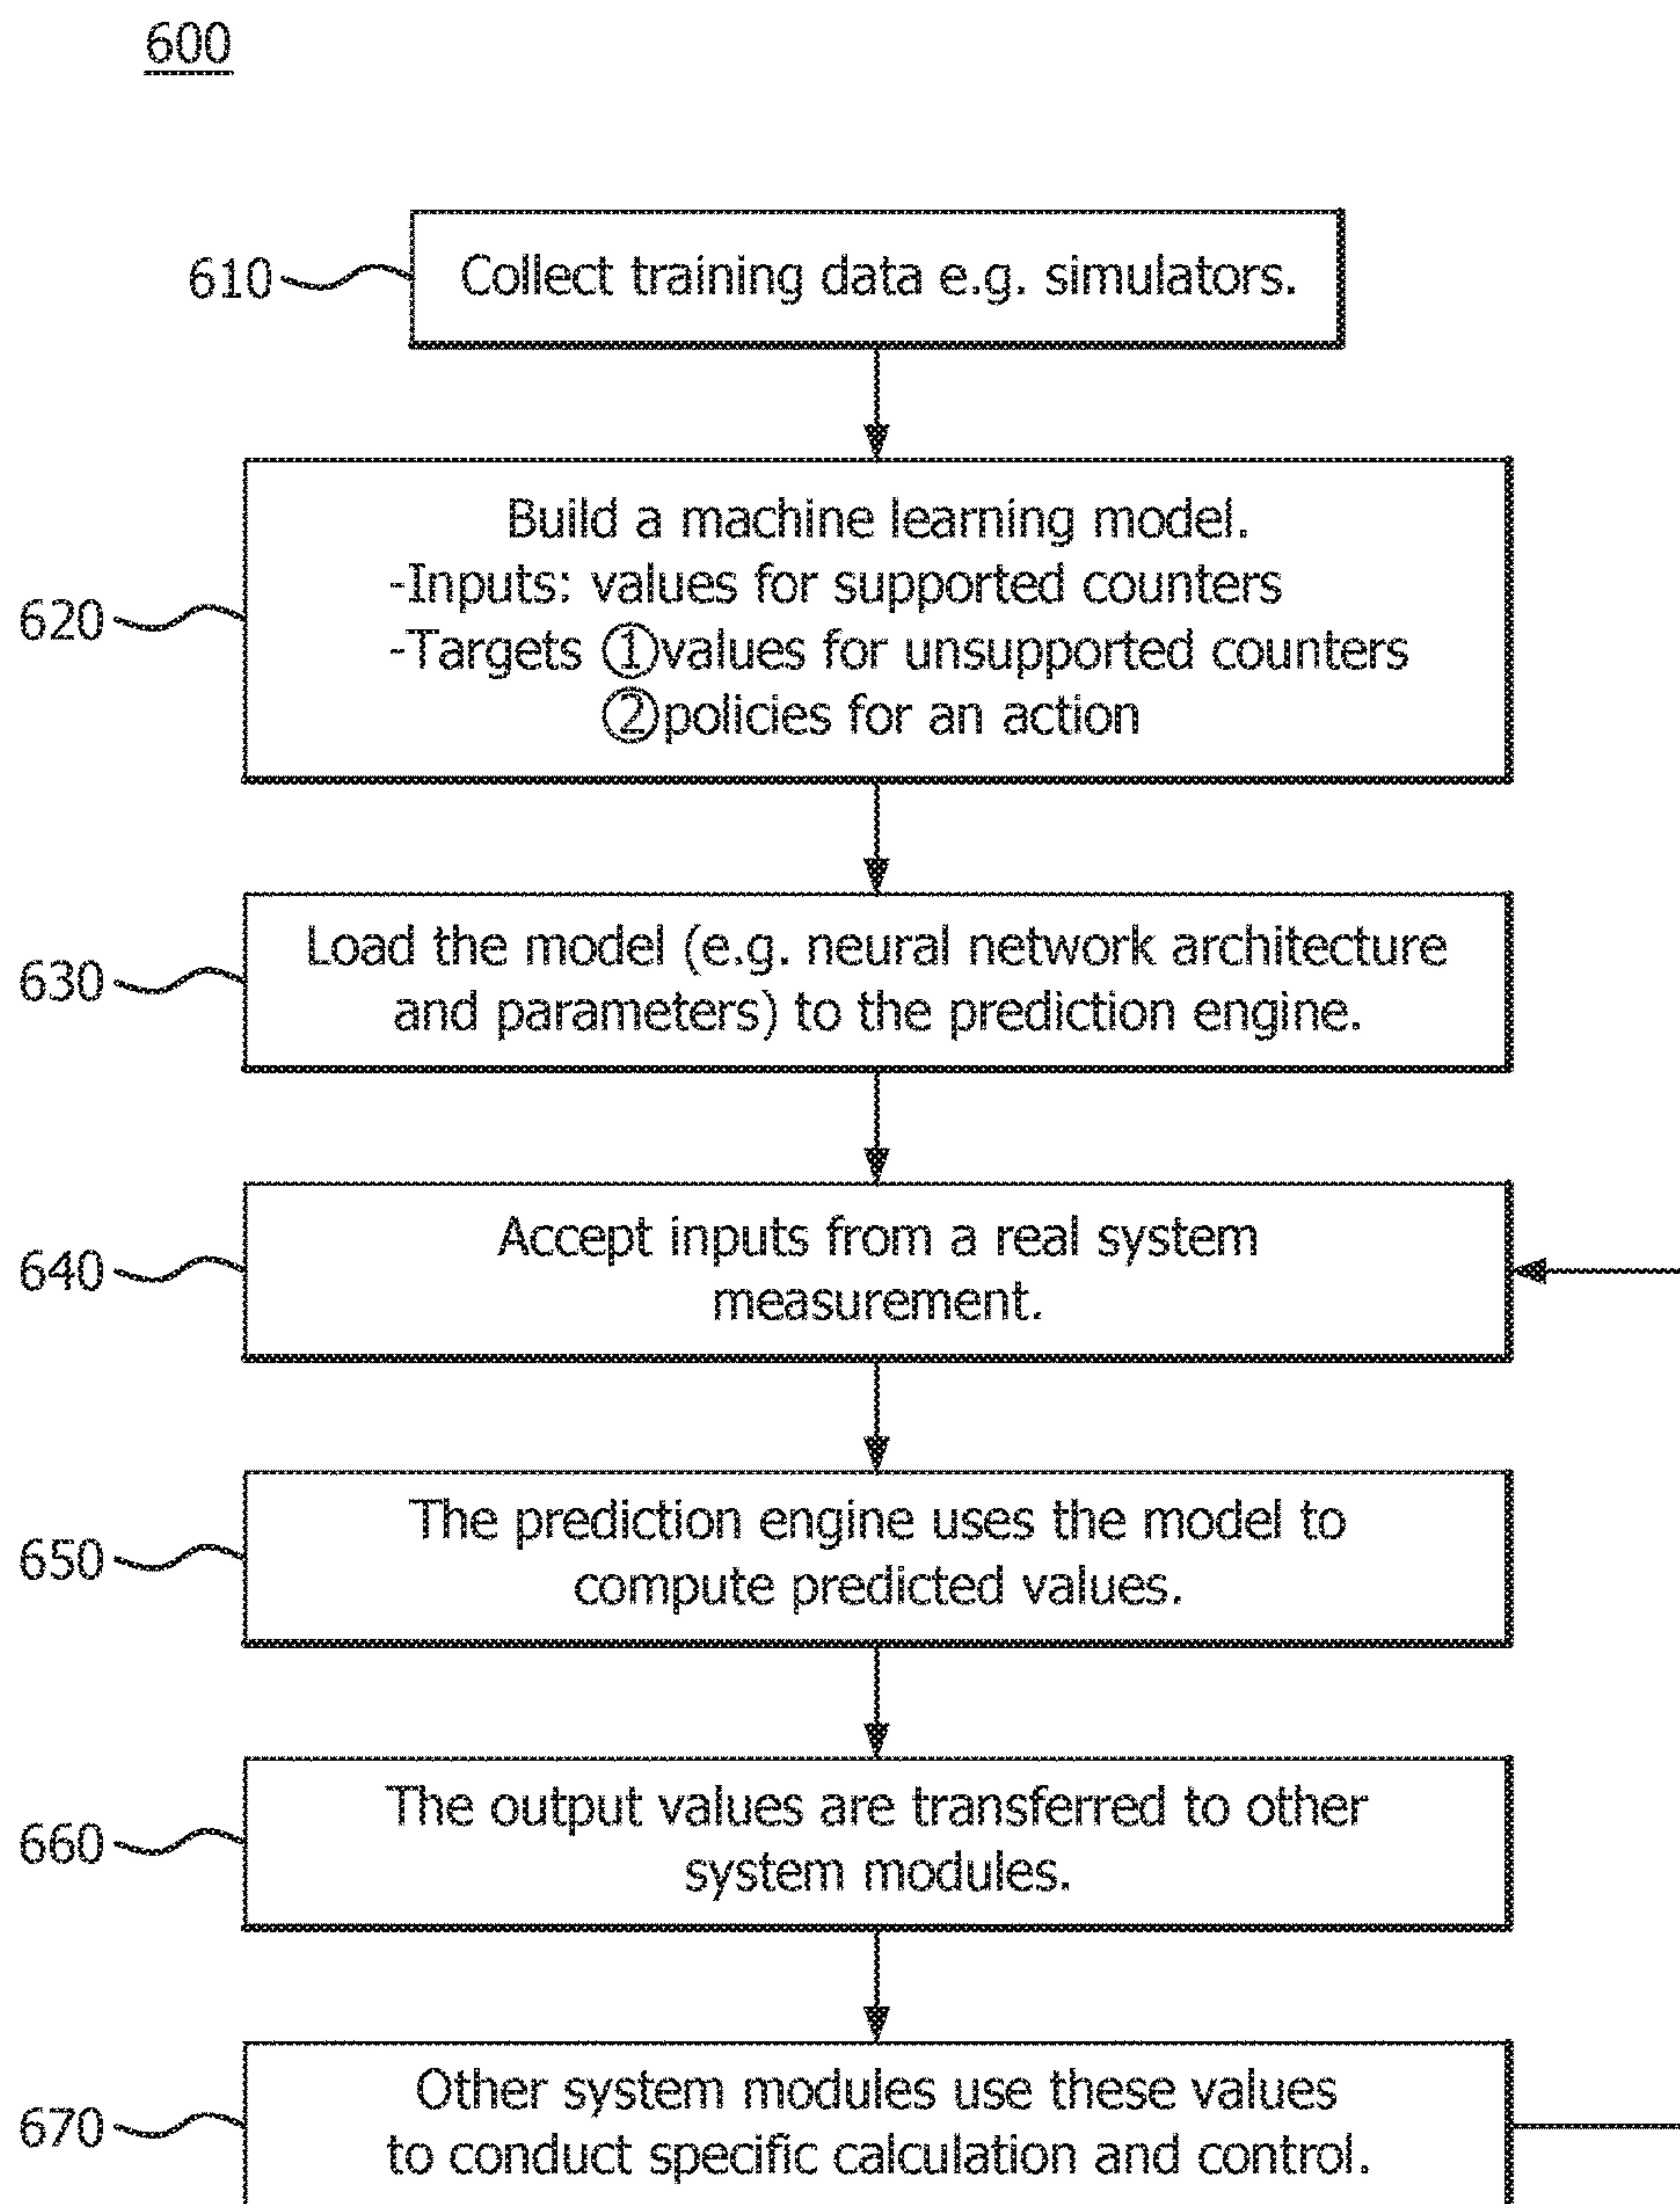 600
610
Collect training data e.g. simulators.
620
Build a machine learning model.
-Inputs: values for supported counters
-Targets ①values for unsupported counters
②policies for an action
630
Load the model (e.g. neural network architecture
and parameters) to the prediction engine.
640
Accept inputs from a real system
measurement.
650
The prediction engine uses the model to
compute predicted values.
660
The output values are transferred to other
system modules.
670
Other system modules use these values
to conduct specific calculation and control.